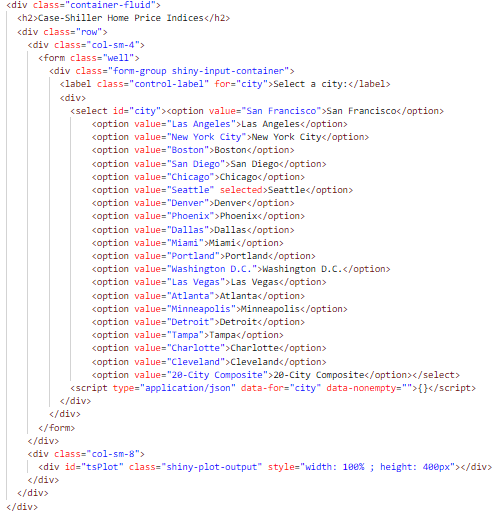 <div class="container-fluid">
<h2>Case-Shiller Home Price Indices</h2>
<div class="row">
<div class="col-sm-4">
<form class="well">
<div class="form-group shiny-input-container">
<label class="control-label" for="city">Select a city:</label>
<div>
<select id="city"><option value="San Francisco">San Francisco</option>
<option value="Las Angeles">Las Angeles</option>
<option value="New York City">New York City</option>
<option value="Boston">Boston</option>
<option value="San Diego">San Diego</option>
<option value="Chicago">Chicago</option>
<option value="Seattle" selected>Seattle</option>
<option value="Denver">Denver</option>
<option value="Phoenix">Phoenix</option>
<option value="Dallas">Dallas</option>
<option value="Miami">Miami</option>
<option value="Portland">Portland</option>
<option value="Washington D.C.">Washington D.C.</option>
<option value="Las Vegas">Las Vegas</option>
<option value="Atlanta">Atlanta</option>
<option value="Minneapolis">Minneapolis</option>
<option value="Detroit">Detroit</option>
<option value="Tampa">Tampa</option>
<option value="Charlotte">Charlotte</option>
<option value="Cleveland">Cleveland</option>
<option value="20-City Composite">20-City Composite</option></select>
<script type="application/json" data-for="city" data-nonempty="">{}</script>
</div>
</div>
</form>
</div>
<div class="col-sm-8">
<div id="tsPlot" class="shiny-plot-output" style="width: 100% ; height: 400px"></div>
</div>
</div>
</div>